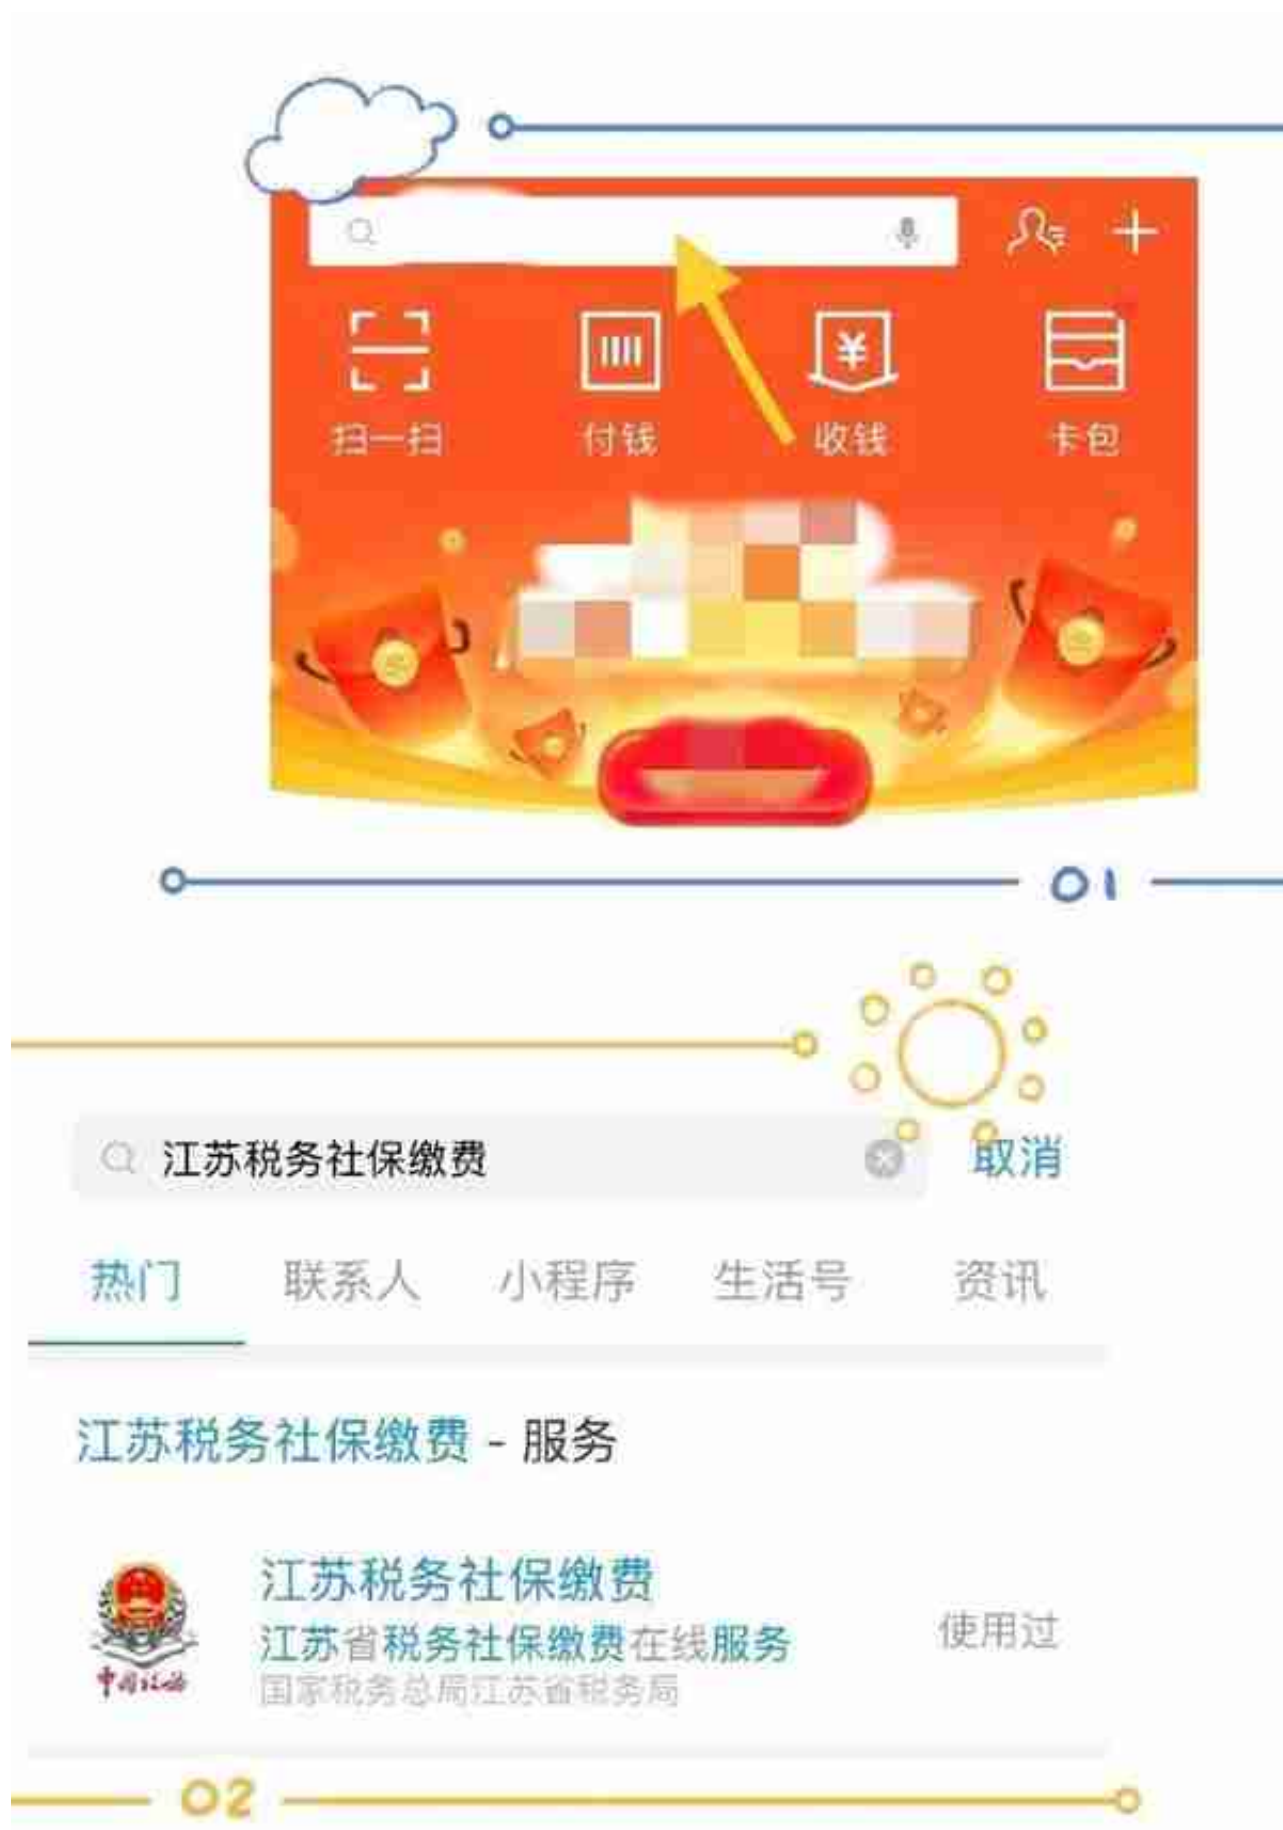 扫一扫
付钱
收钱
卡包
01
江苏税务社保缴费
取消
热门
联系人
小程序
生活号
资讯
江苏税务社保缴费 - 服务
江苏税务社保缴费
江苏省税务社保缴费在线服务
使用过
国家税务总局江苏省税务局
中国税务
02